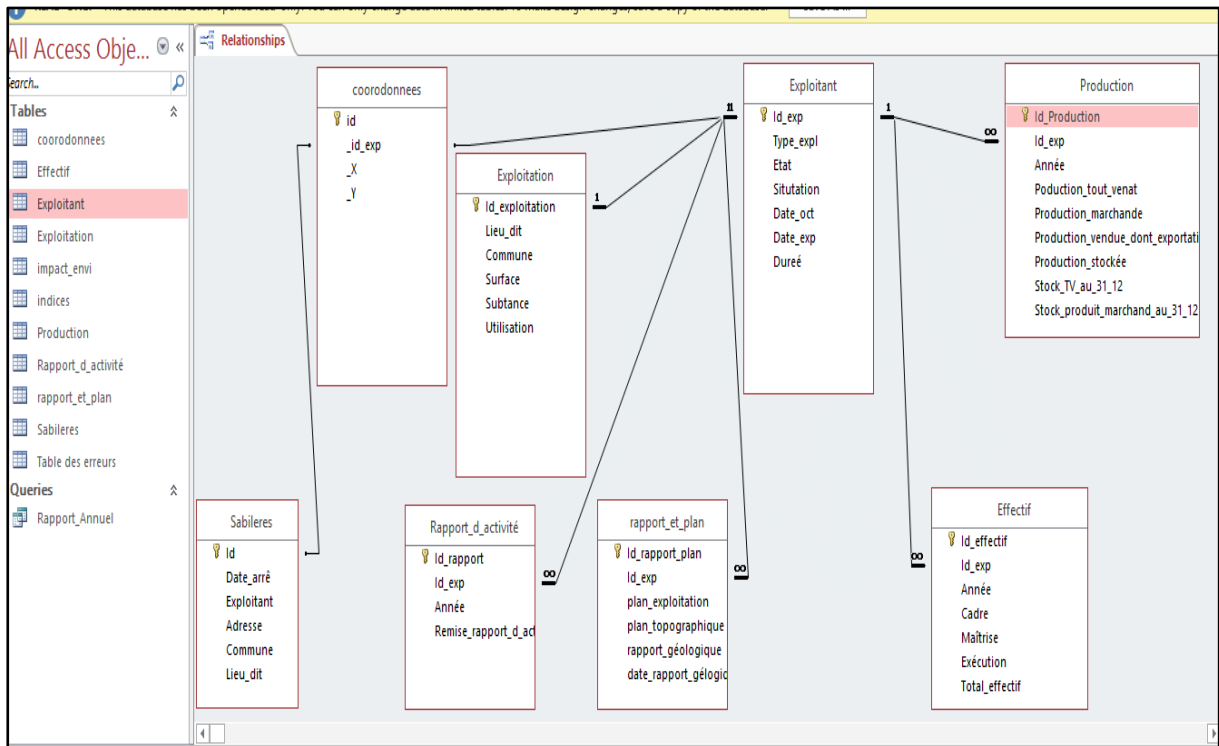 All Access Obje... «
Search...
Tables
coorodonnees
Effectif
Exploitant
Exploitation
impact_envi
indices
Production
Rapport_d_activité
rapport_et_plan
Sabileres
Table des erreurs
Queries
Rapport_Annuel
Relationships
coorodonnees
id
_id_exp
_X
_Y
Exploitation
Id_exploitation
Lieu_dit
Commune
Surface
Subtance
Utilisation
Exploitant
Id_exp
Type_expl
Etat
Situtation
Date_oct
Date_exp
Dureé
Production
Id_Production
Id_exp
Année
Poduction_tout_venat
Production_marchande
Production_vendue_dont_exportati
Production_stockée
Stock_TV_au_31_12
Stock_produit_marchand_au_31_12
Sabileres
Id
Date_arrê
Exploitant
Adresse
Commune
Lieu_dit
Rapport_d_activité
Id_rapport
Id_exp
Année
Remise_rapport_d_act
rapport_et_plan
Id_rapport_plan
Id_exp
plan_exploitation
plan_topographique
rapport_géologique
date_rapport_gélogic
Effectif
Id_effectif
Id_exp
Année
Cadre
Maîtrise
Exécution
Total_effectif
1
1
1
1
∞
∞
∞
∞